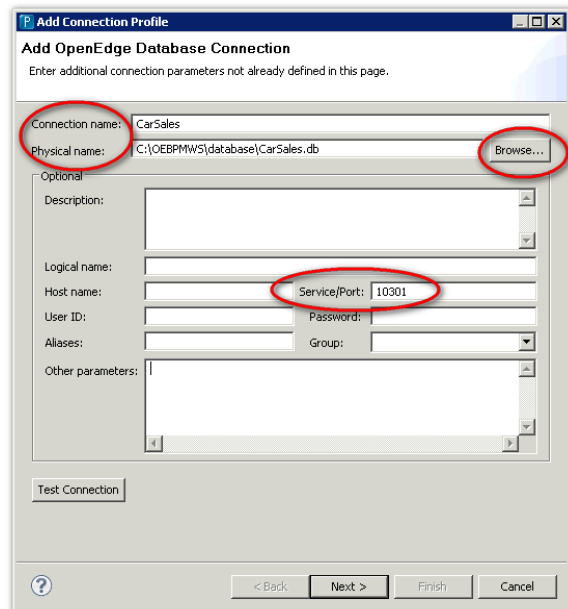 Add Connection Profile
Add OpenEdge Database Connection
Enter additional connection parameters not already defined in this page.
Connection name: CarSales
Physical name: C:\OEBPMWS\database\CarSales.db Browse...
Optional
Description:
Logical name:
Host name: Service/Port: 10301
User ID: Password:
Aliases: Group:
Other parameters:
Test Connection
? < Back Next > Finish Cancel